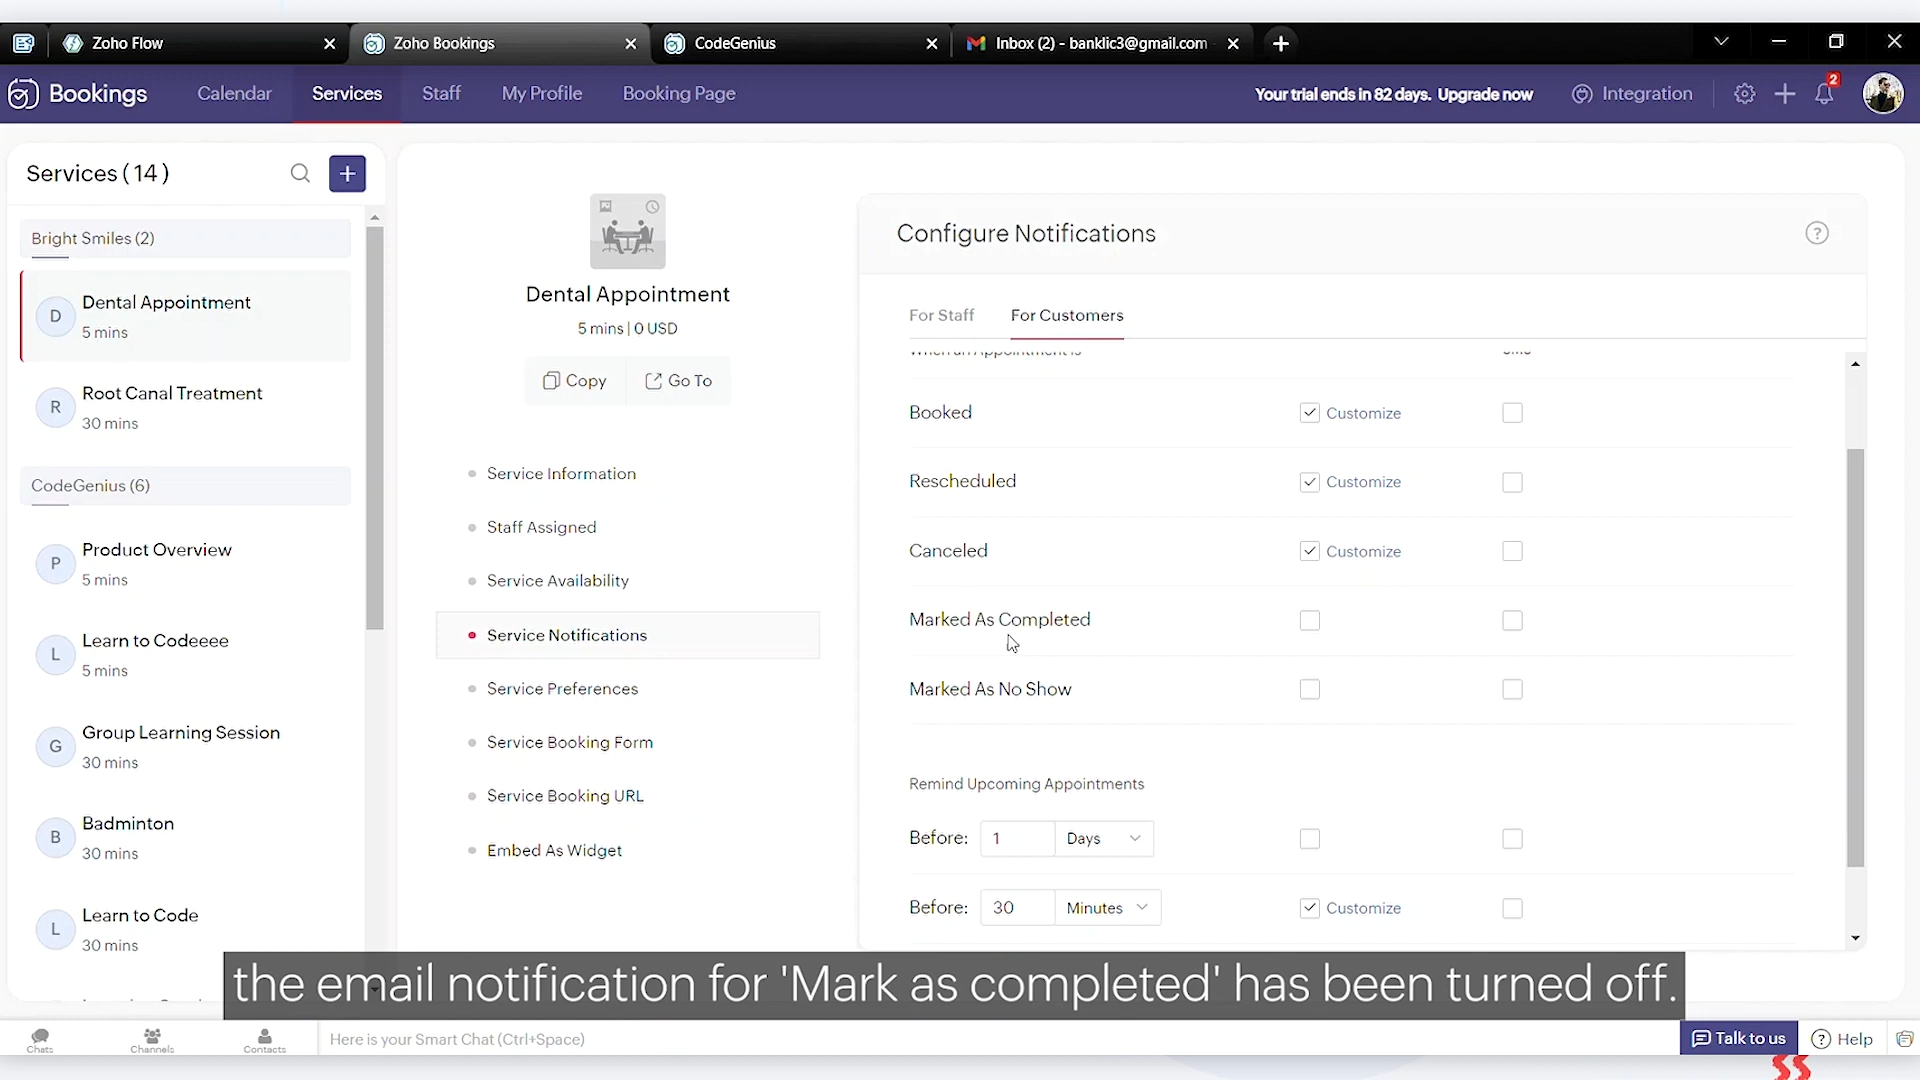 Zoho Flow
Zoho Bookings
CodeGenius
Inbox (2) - banklic3@gmail.com
Bookings
Calendar
Services
Staff
My Profile
Booking Page
Your trial ends in 82 days. Upgrade now
Integration
2
Services ( 14 )
Bright Smiles (2)
D
Dental Appointment
5 mins
R
Root Canal Treatment
30 mins
CodeGenius (6)
P
Product Overview
5 mins
L
Learn to Codeeee
5 mins
G
Group Learning Session
30 mins
B
Badminton
30 mins
L
Learn to Code
30 mins
Dental Appointment
5 mins | 0 USD
Copy
Go To
Service Information
Staff Assigned
Service Availability
Service Notifications
Service Preferences
Service Booking Form
Service Booking URL
Embed As Widget
Configure Notifications
?
For Staff
For Customers
When an Appointment is
SMS
Booked
Customize
Rescheduled
Customize
Canceled
Customize
Marked As Completed
Marked As No Show
Remind Upcoming Appointments
Before: 1 Days
Before: 30 Minutes
Customize
the email notification for 'Mark as completed' has been turned off.
Chats
Channels
Contacts
Here is your Smart Chat (Ctrl+Space)
Talk to us
? Help